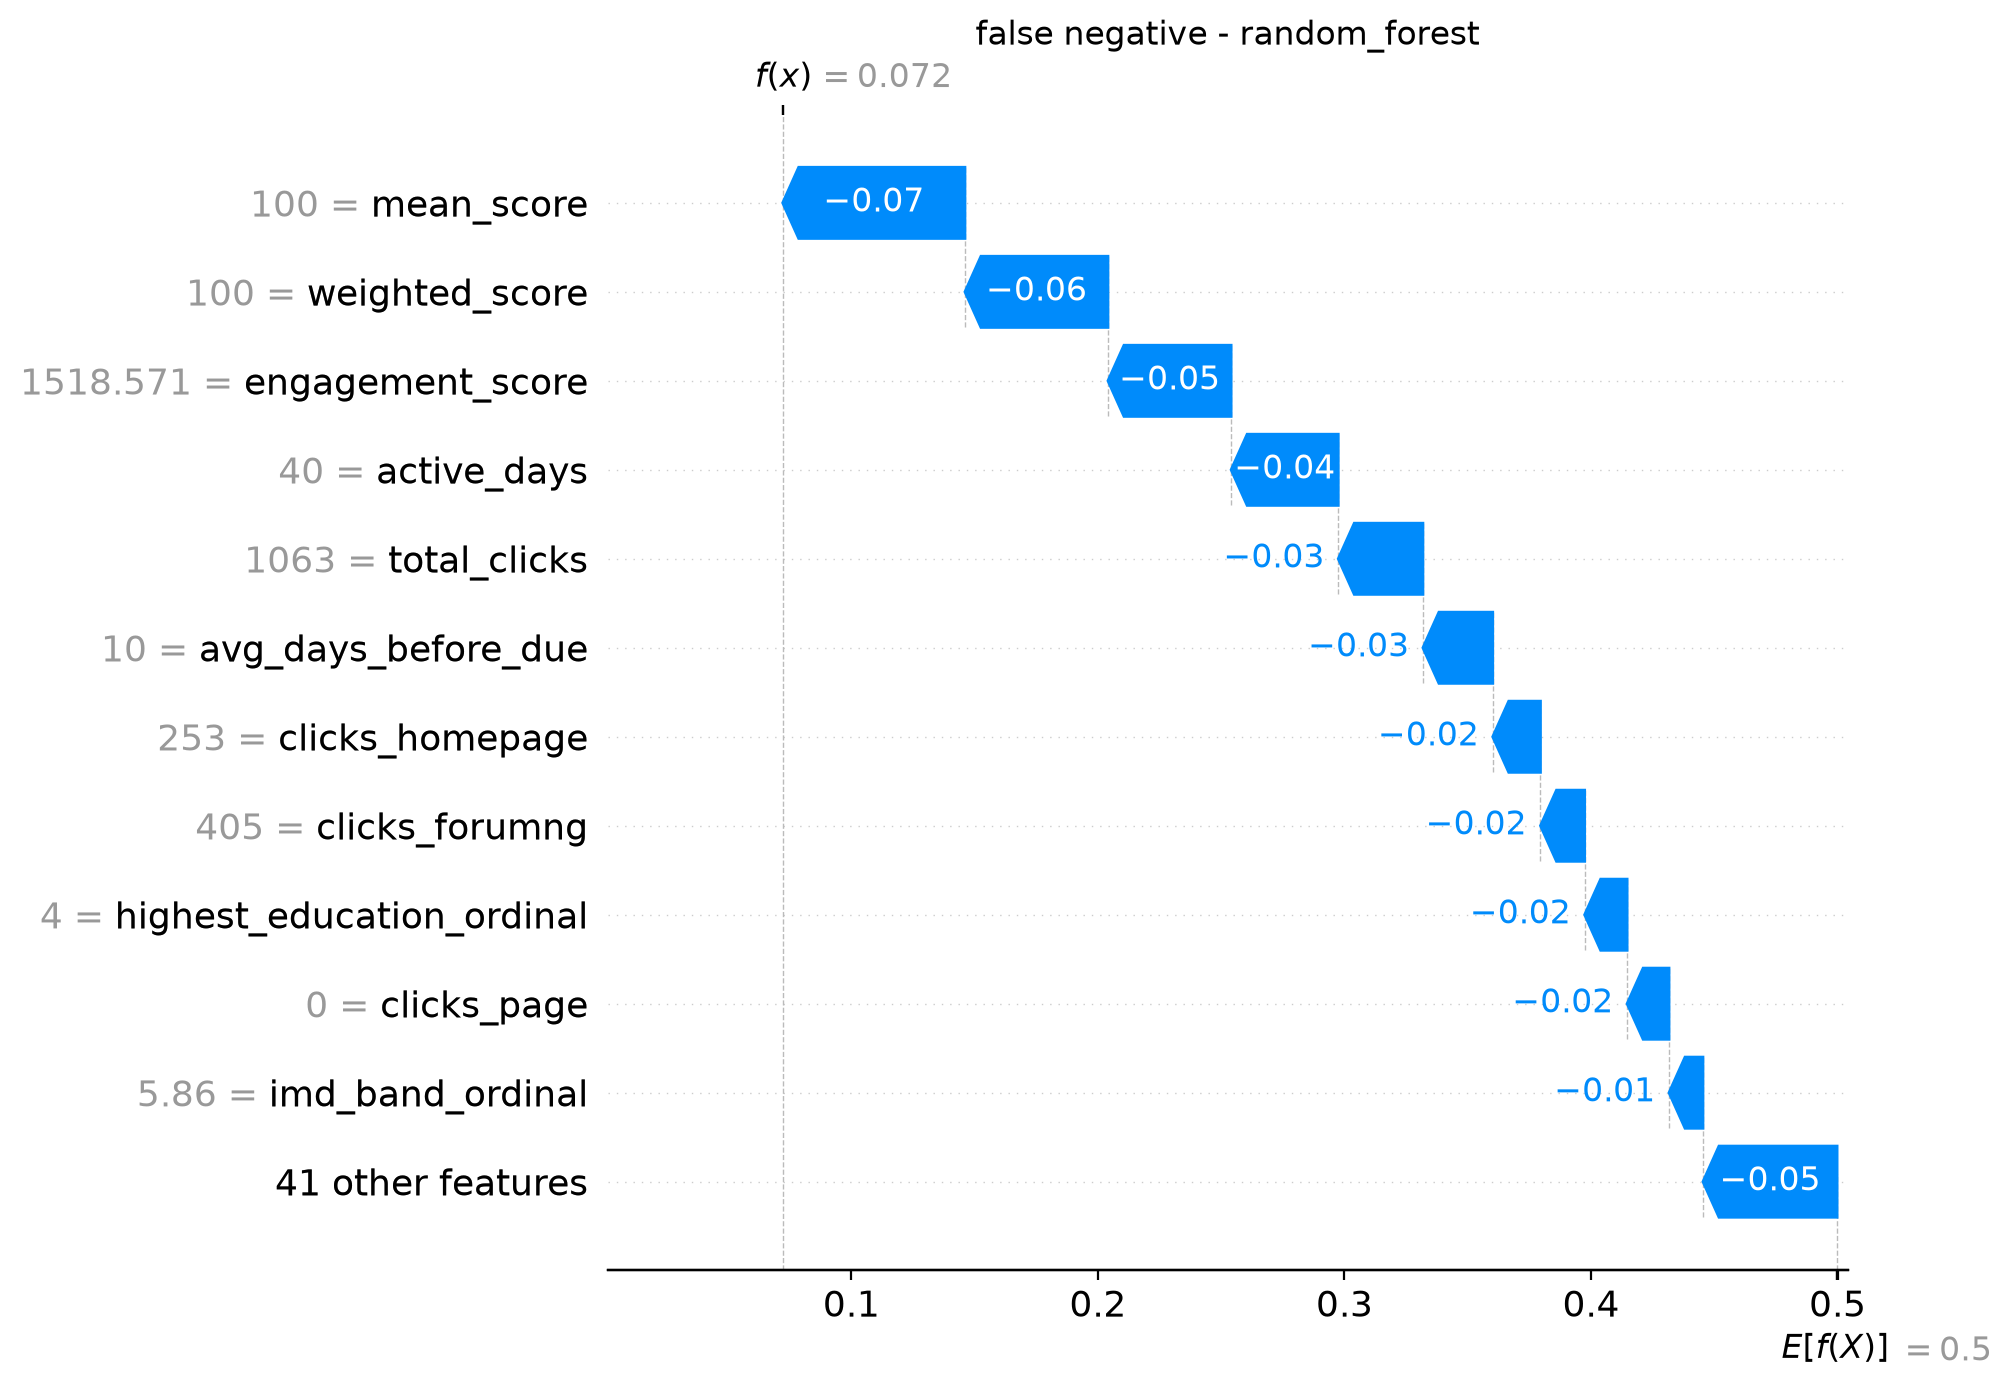 false negative - random_forest
f(x) = 0.072
100 = mean_score
−0.07
100 = weighted_score
−0.06
1518.571 = engagement_score
−0.05
40 = active_days
−0.04
1063 = total_clicks
−0.03
10 = avg_days_before_due
−0.03
253 = clicks_homepage
−0.02
405 = clicks_forumng
−0.02
4 = highest_education_ordinal
−0.02
0 = clicks_page
−0.02
5.86 = imd_band_ordinal
−0.01
41 other features
−0.05
0.1 0.2 0.3 0.4 0.5
E[f(X)] = 0.5